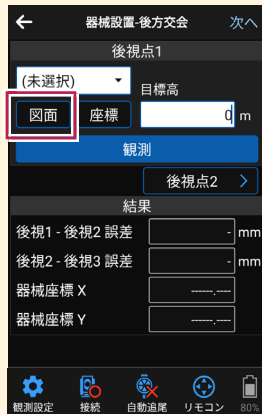 ← 器械設置-後方交会 次へ
後視点1
(未選択) 目標高
図面 座標 0 m
観測
後視点2 >
結果
後視1 - 後視2 誤差 - mm
後視2 - 後視3 誤差 - mm
器械座標 X ------.----
器械座標 Y ------.----
観測設定 接続 自動追尾 リモコン 80%